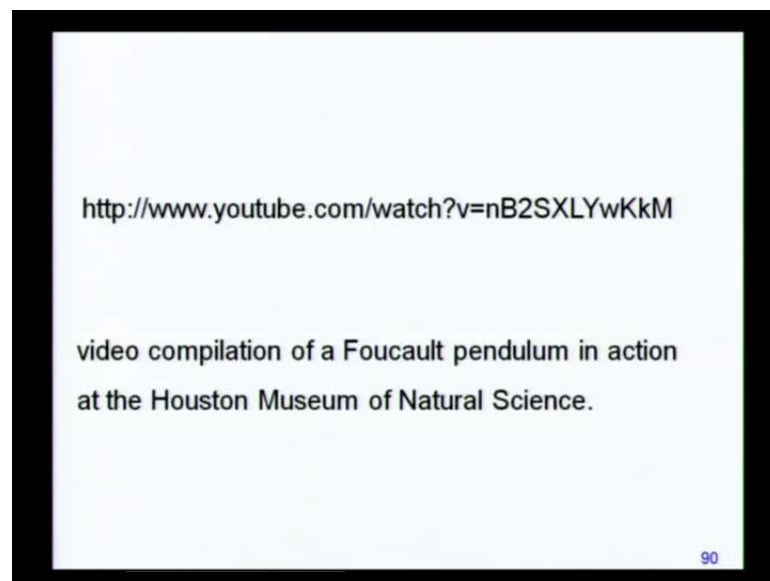 http://www.youtube.com/watch?v=nB2SXLYwKkM
video compilation of a Foucault pendulum in action
at the Houston Museum of Natural Science.
90